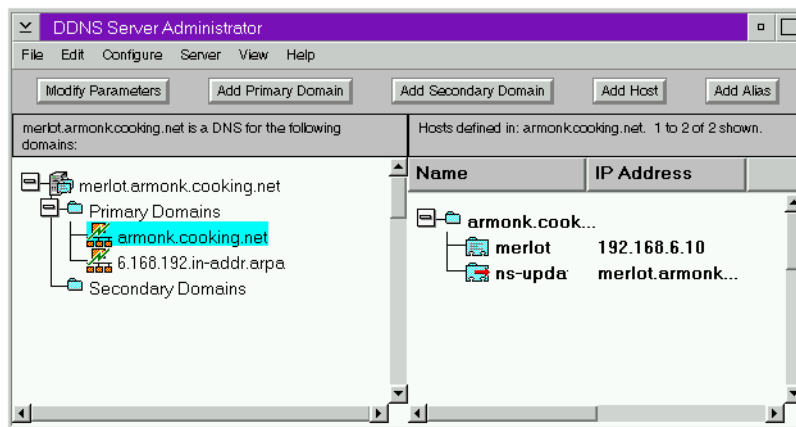 DDNS Server Administrator
File Edit Configure Server View Help
Modify Parameters Add Primary Domain Add Secondary Domain Add Host Add Alias
merlot.armonk.cooking.net is a DNS for the following domains:
Hosts defined in: armonk.cooking.net. 1 to 2 of 2 shown.
merlot.armonk.cooking.net
Primary Domains
armonk.cooking.net
6.168.192.in-addr.arpa
Secondary Domains
Name IP Address
armonk.cook...
merlot 192.168.6.10
ns-upda merlot.armonk...